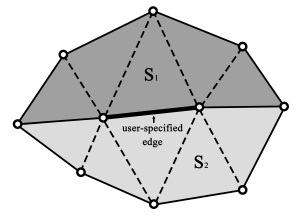 S1
user-specified
edge
S2